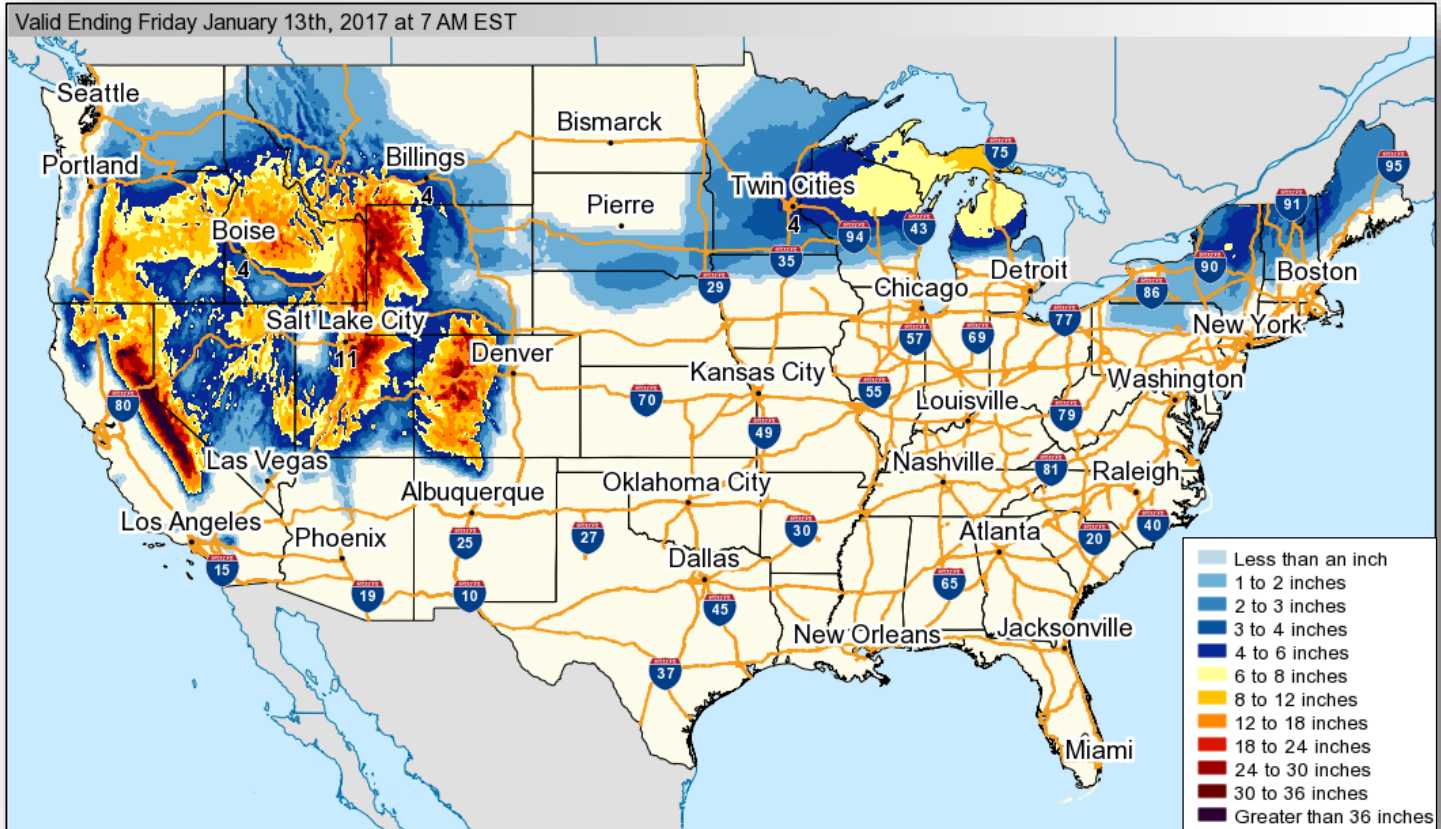 Valid Ending Friday January 13th, 2017 at 7 AM EST
Seattle
Bismarck
75
Portland
Billings
95
4
Twin Cities
Pierre
4
91
Boise
43
94
4
35
90
Boston
Detroit
29
Chicago
86
Salt Lake City
77
New York
11
Denver
57
69
Kansas City
Washington
80
70
55
Louisville
79
49
Las Vegas
Nashville
81
Raleigh
Albuquerque
Oklahoma City
Los Angeles
Phoenix
25
27
30
Atlanta
20
40
15
Dallas
19
10
45
65
New Orleans
Jacksonville
37
Miami
Less than an inch
1 to 2 inches
2 to 3 inches
3 to 4 inches
4 to 6 inches
6 to 8 inches
8 to 12 inches
12 to 18 inches
18 to 24 inches
24 to 30 inches
30 to 36 inches
Greater than 36 inches